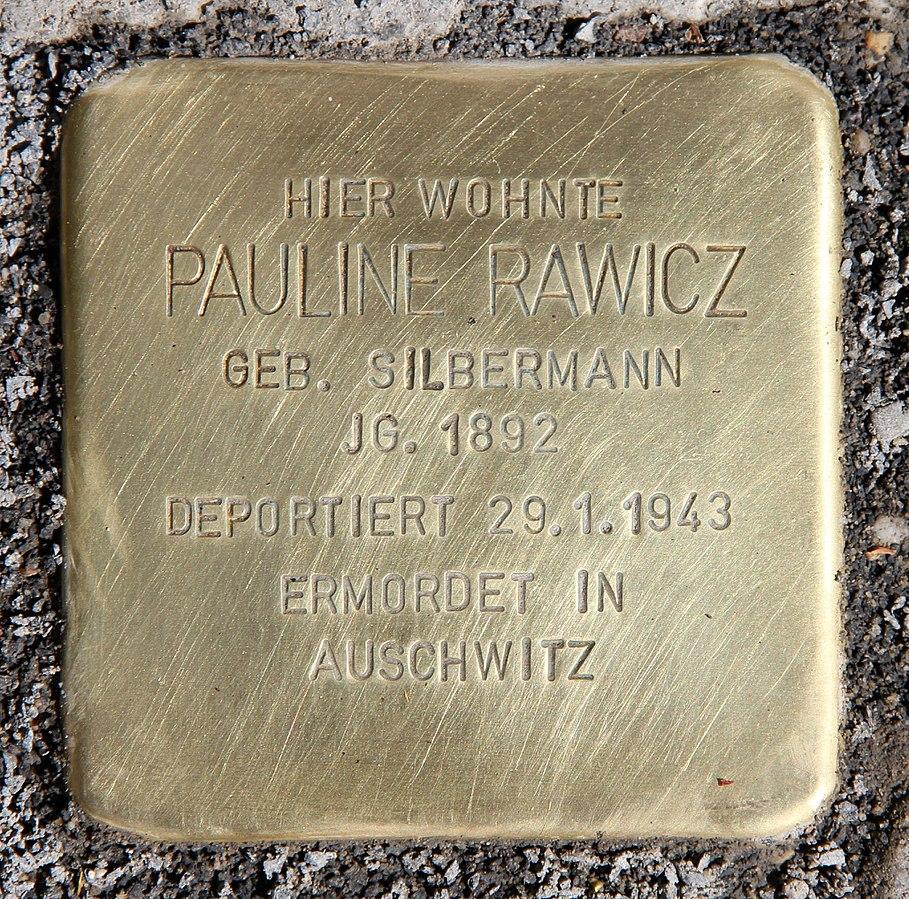 HIER WOHNTE
PAULINE RAWICZ
GEB. SILBERMANN
JG. 1892
DEPORTIERT 29.1.1943
ERMORDET IN
AUSCHWITZ